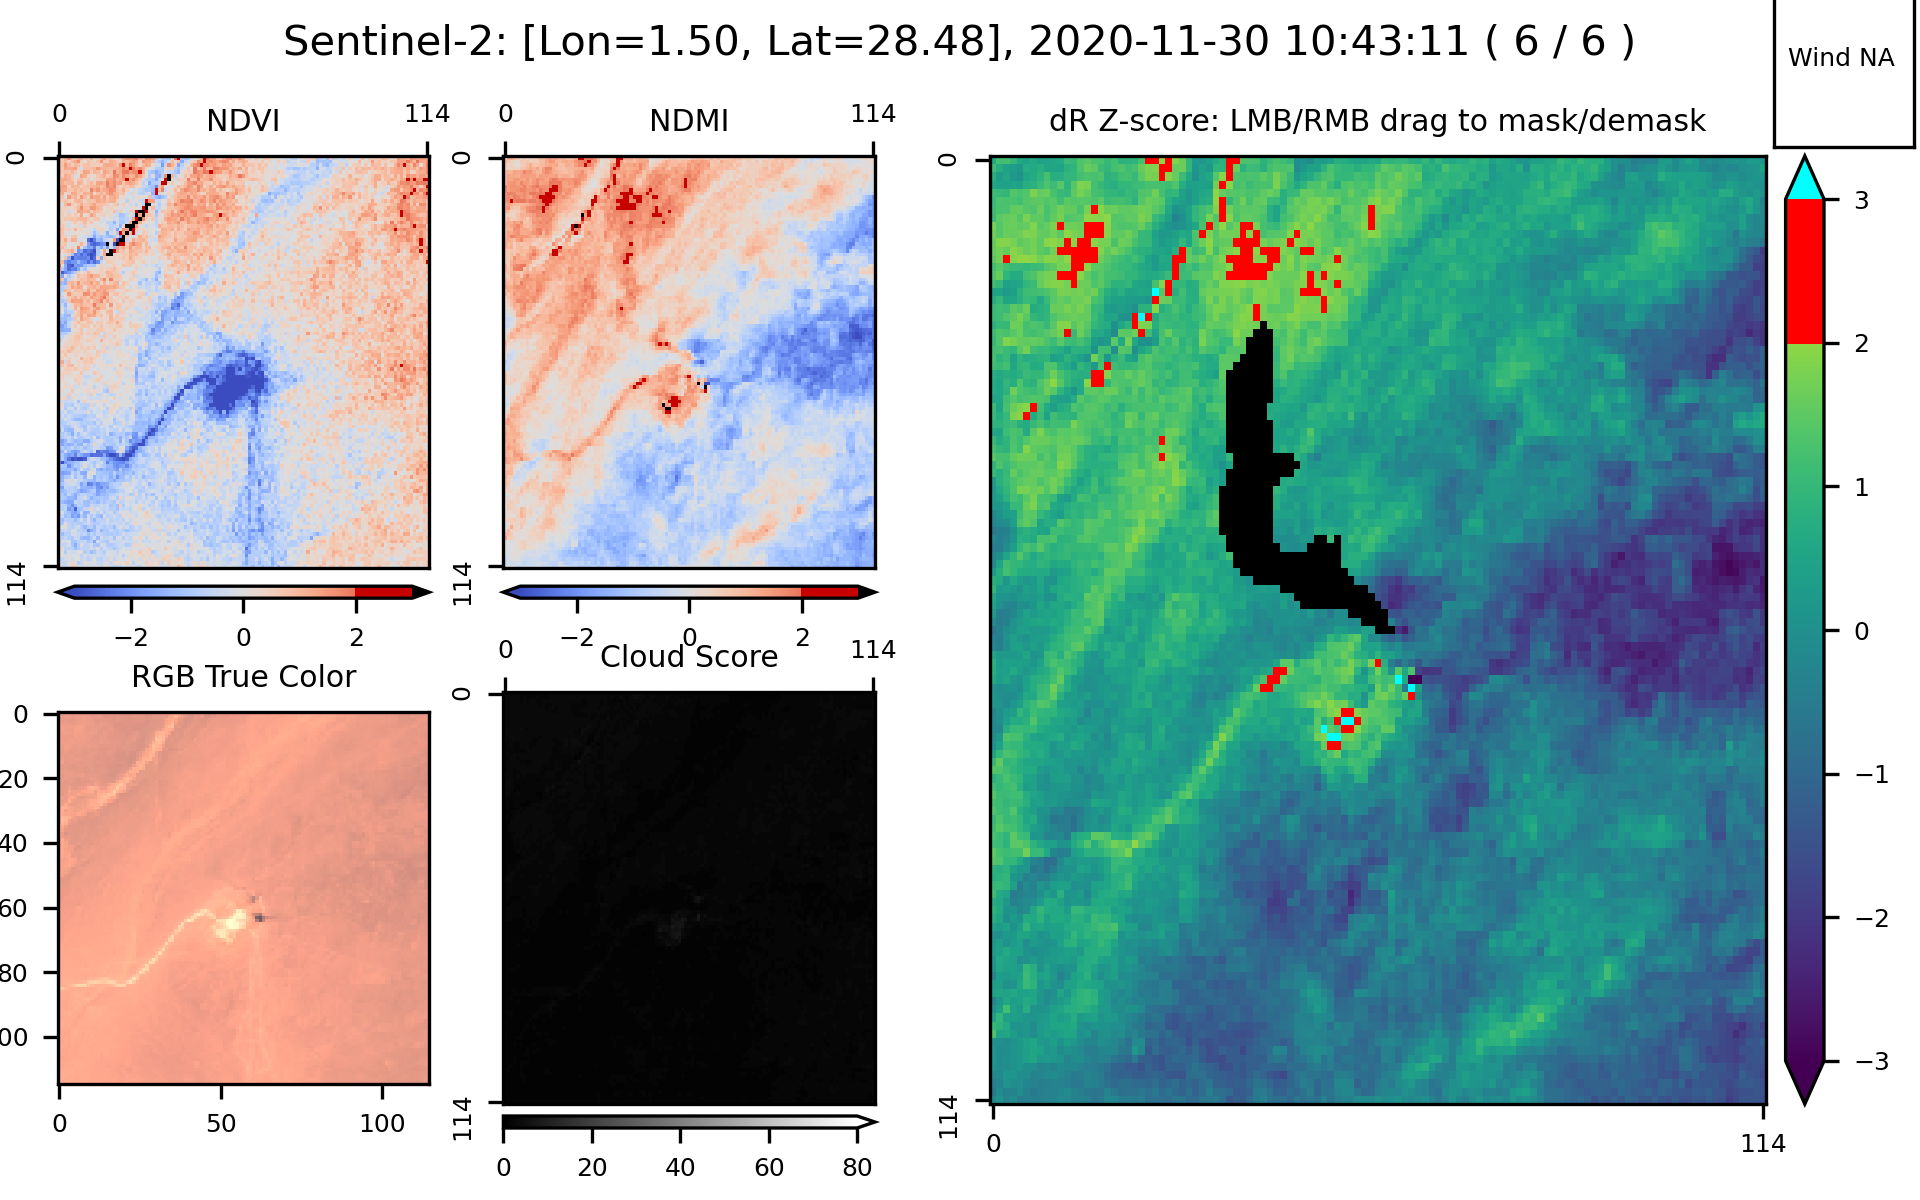 Sentinel-2: [Lon=1.50, Lat=28.48], 2020-11-30 10:43:11 ( 6 / 6 )
Wind NA
NDVI
0 114
0
114
−2 0 2
NDMI
0 114
0
114
−2 0 2
dR Z-score: LMB/RMB drag to mask/demask
0
114
0 114
3
2
1
0
−1
−2
−3
RGB True Color
0
20
40
60
80
00
0 50 100
Cloud Score
0 114
0
114
0 20 40 60 80